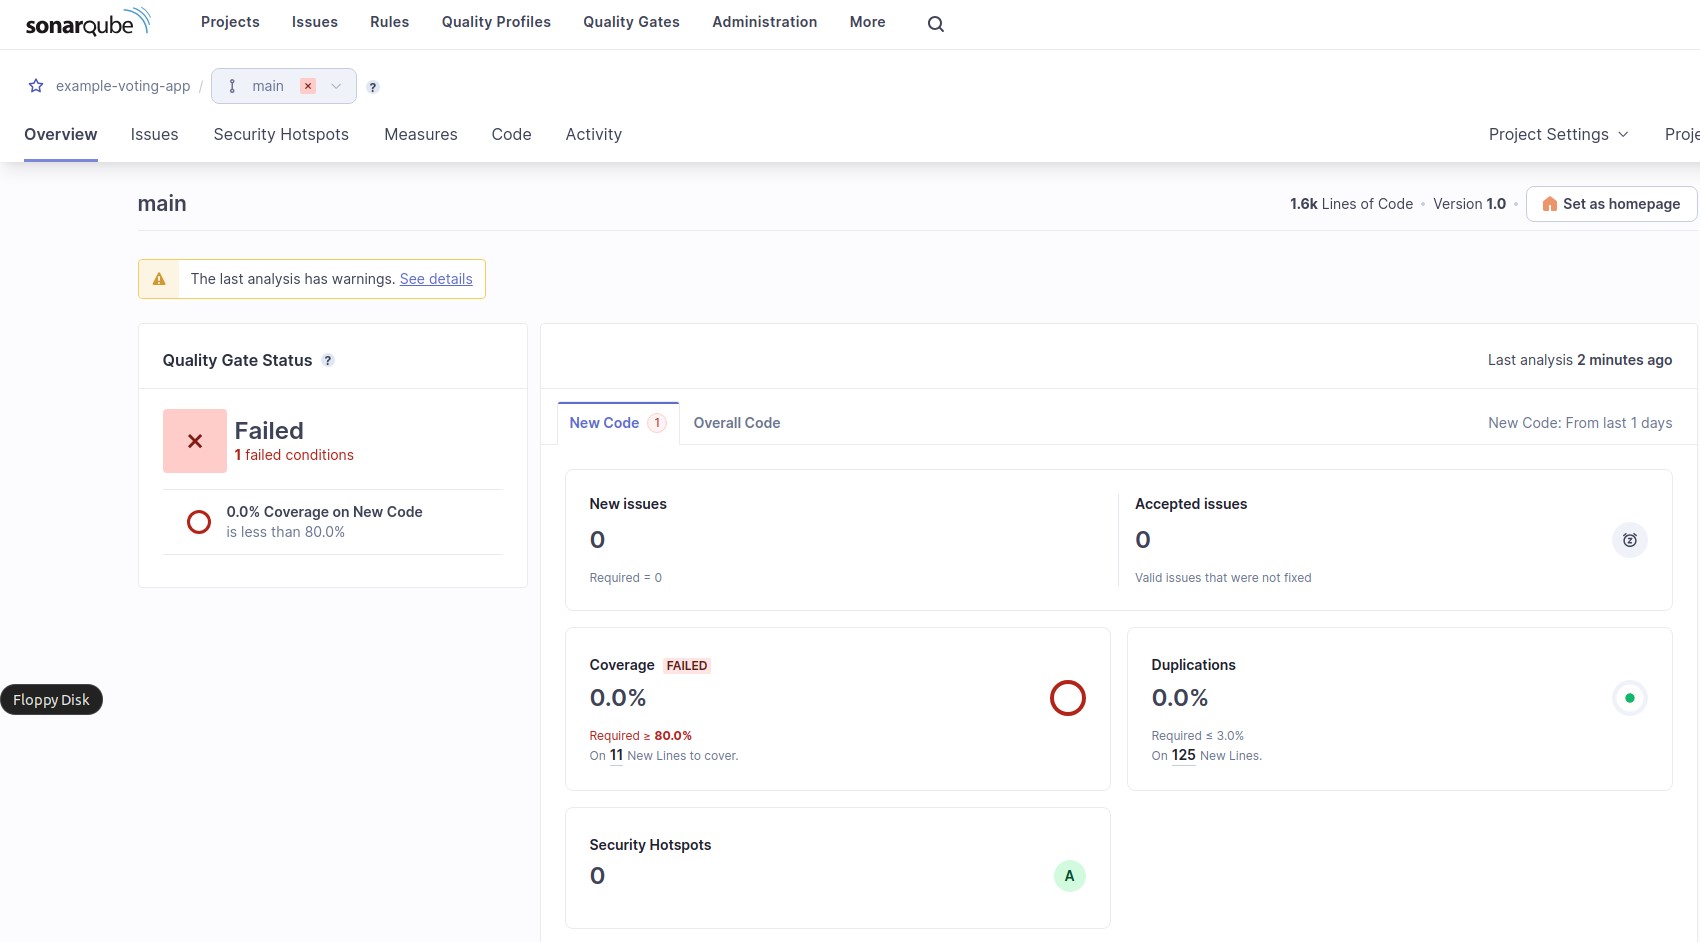 sonarqube
Projects Issues Rules Quality Profiles Quality Gates Administration More
example-voting-app / main ?
Overview Issues Security Hotspots Measures Code Activity Project Settings Proje
main
1.6k Lines of Code • Version 1.0 • Set as homepage
The last analysis has warnings. See details
Quality Gate Status ?
Failed
1 failed conditions
0.0% Coverage on New Code
is less than 80.0%
Last analysis 2 minutes ago
New Code 1 Overall Code New Code: From last 1 days
New issues
0
Required = 0
Accepted issues
0
Valid issues that were not fixed
Coverage FAILED
0.0%
Required ≥ 80.0%
On 11 New Lines to cover.
Duplications
0.0%
Required ≤ 3.0%
On 125 New Lines.
Security Hotspots
0
A
Floppy Disk